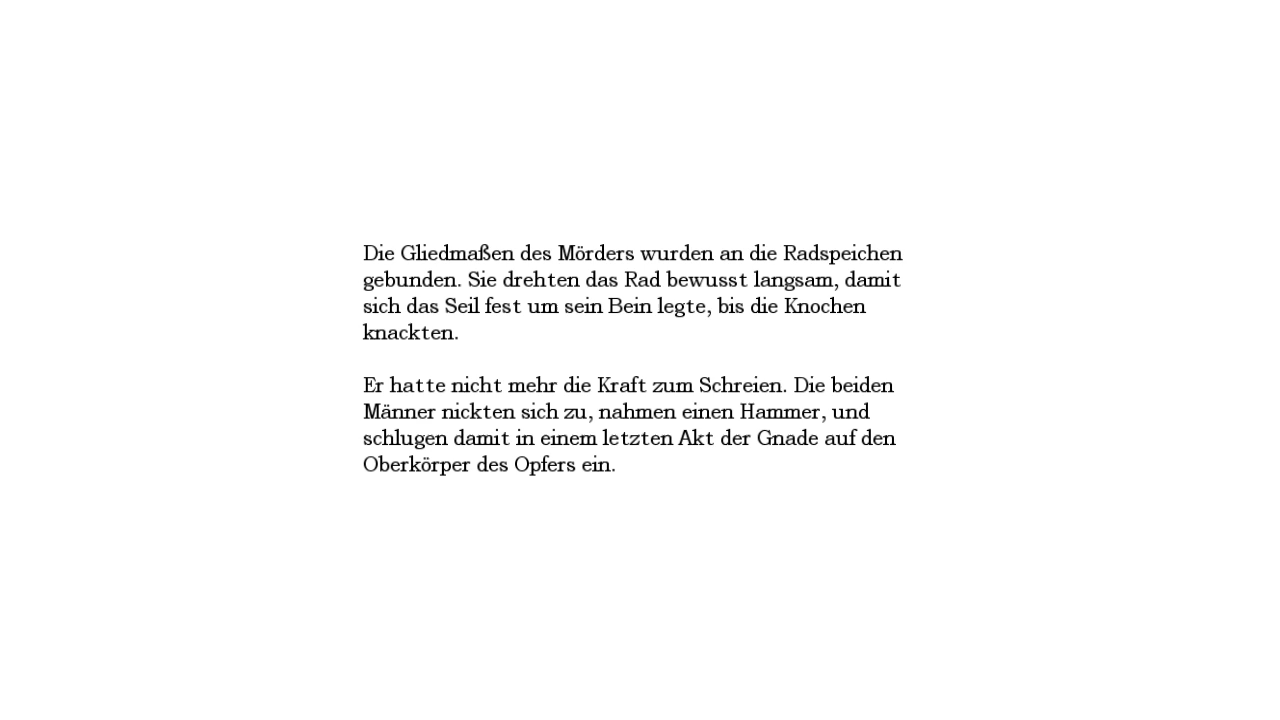 Die Gliedmaßen des Mörders wurden an die Radspeichen
gebunden. Sie drehten das Rad bewusst langsam, damit
sich das Seil fest um sein Bein legte, bis die Knochen
knackten.

Er hatte nicht mehr die Kraft zum Schreien. Die beiden
Männer nickten sich zu, nahmen einen Hammer, und
schlugen damit in einem letzten Akt der Gnade auf den
Oberkörper des Opfers ein.